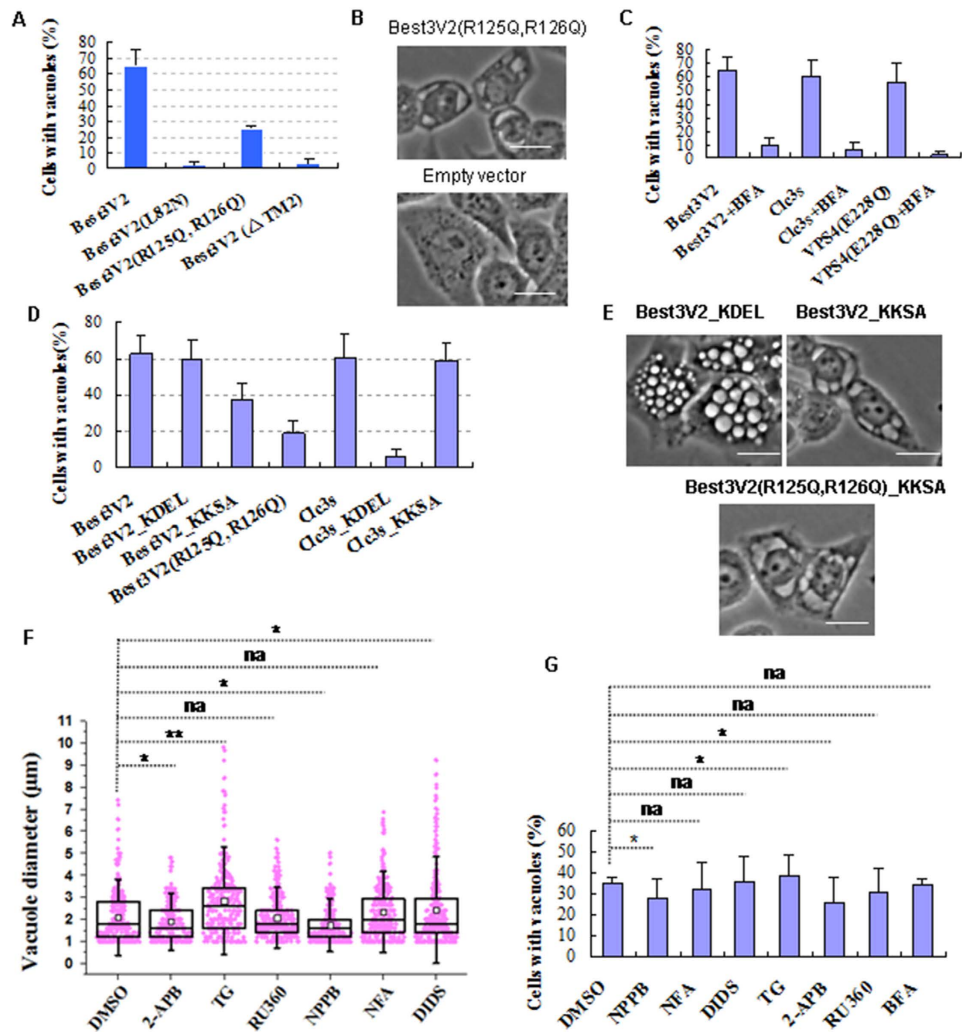 A
Cells with vacuoles (%)
80
70
60
50
40
30
20
10
0
Best3V2
Best3V2(L82N)
Best3V2(R125Q, R126Q)
Best3V2 (△ TM2)
B
Best3V2(R125Q,R126Q)
Empty vector
C
Cells with vacuoles (%)
80
70
60
50
40
30
20
10
0
Best3V2
Best3V2+BFA
Clc3s
Clc3s+BFA
VPS4(E228Q)
VPS4(E228Q)+BFA
D
Cells with vacuoles(%)
80
60
40
20
0
Best3V2
Best3V2_KDEL
Best3V2_KKSA
Best3V2(R125Q, R126Q)
Clc3s
Clc3s_KDEL
Clc3s_KKSA
E
Best3V2_KDEL
Best3V2_KKSA
Best3V2(R125Q,R126Q)_KKSA
F
*
na
*
na
**
*
Vacuole diameter (μm)
11
10
9
8
7
6
5
4
3
2
1
0
DMSO
2-APB
TG
RU360
NPPB
NFA
DIDS
G
na
na
*
*
na
na
*
Cells with vacuoles (%)
60
50
40
30
20
10
0
DMSO
NPPB
NFA
DIDS
TG
2-APB
RU360
BFA